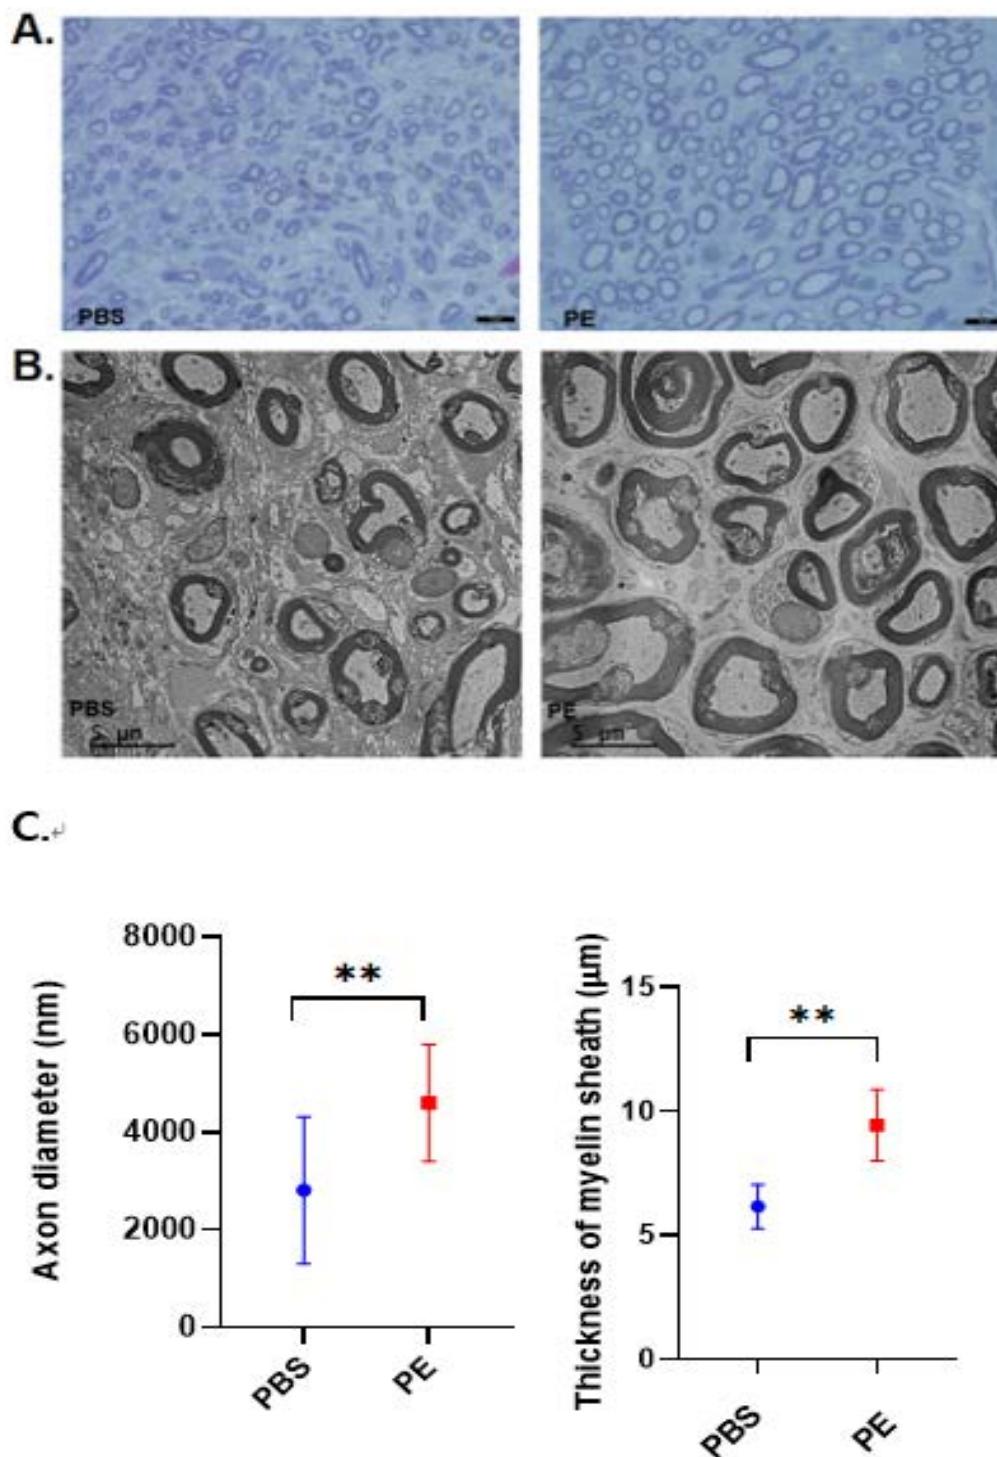 A.
PBS
PE
B.
PBS
5 µm
PE
5 µm
C.↵
Axon diameter (nm)
8000
6000
4000
2000
0
**
PBS
PE
Thickness of myelin sheath (µm)
15
10
5
0
**
PBS
PE